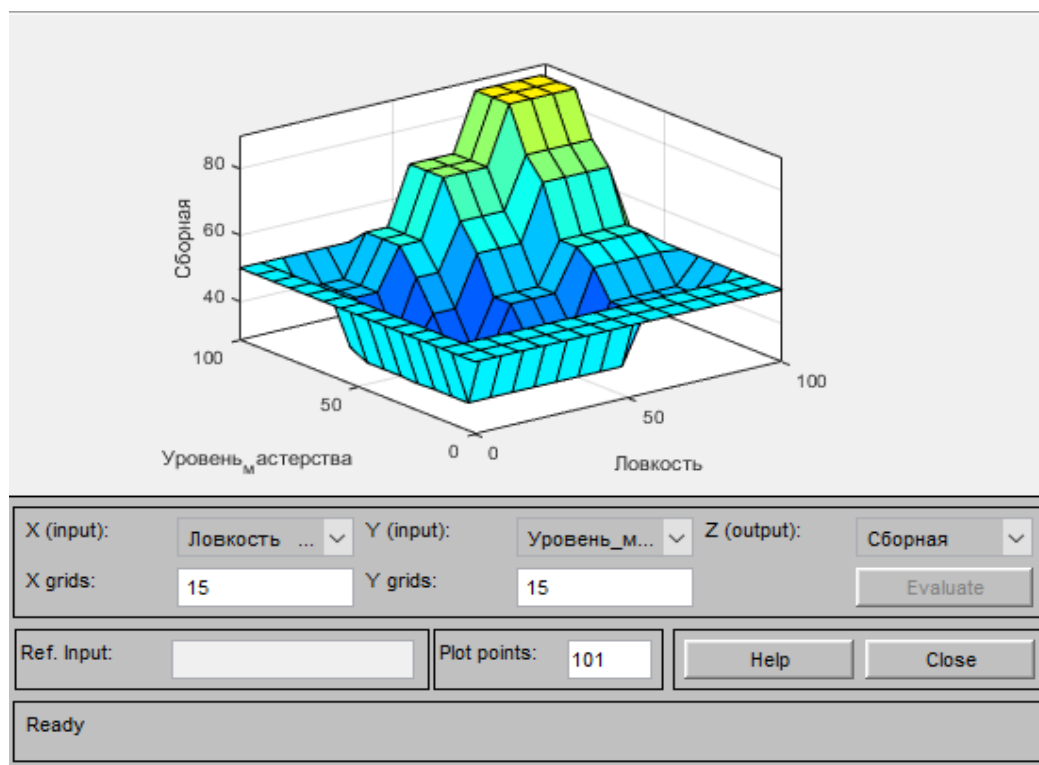 80
60
40
Сборная
100
50
0
0
50
100
Уровень_мастерства
Ловкость
X (input):
Ловкость ...
Y (input):
Уровень_м...
Z (output):
Сборная
X grids:
15
Y grids:
15
Evaluate
Ref. Input:
Plot points:
101
Help
Close
Ready